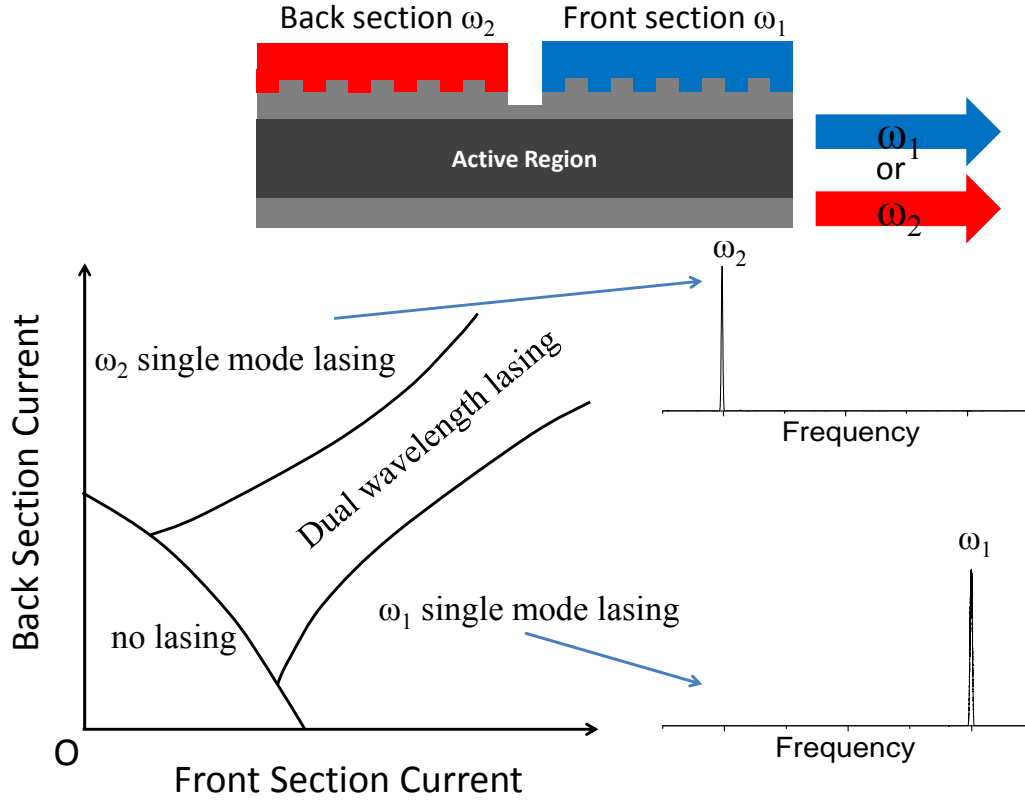 Back section ω₂
Front section ω₁
Active Region
ω₁
or
ω₂
Back Section Current
ω₂ single mode lasing
Dual wavelength lasing
no lasing
ω₁ single mode lasing
O
Front Section Current
ω₂
Frequency
ω₁
Frequency